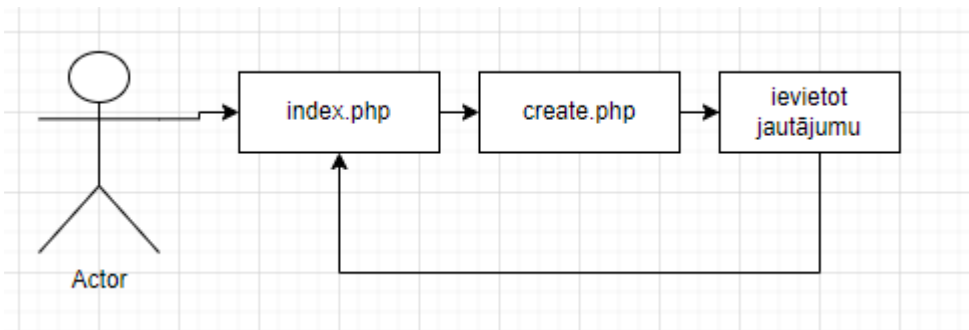 index.php
create.php
ievietot
jautājumu
Actor